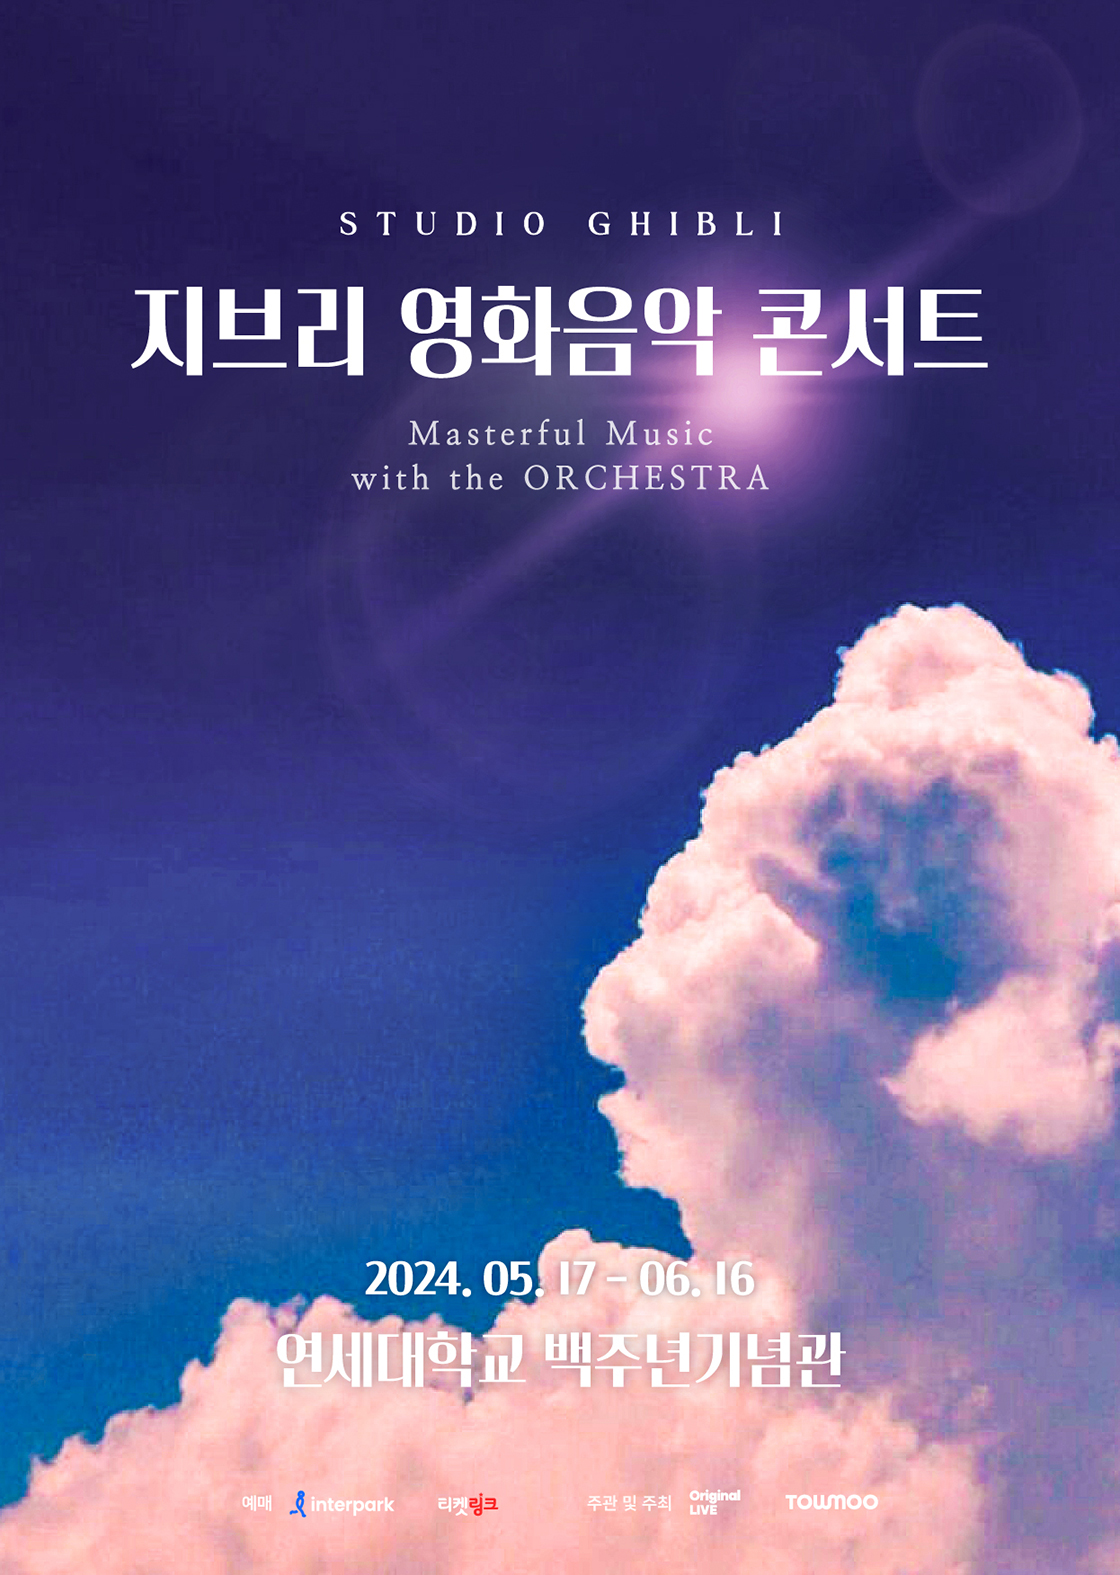 STUDIO GHIBLI
지브리 영화음악 콘서트
Masterful Music
with the ORCHESTRA
2024. 05. 17 - 06. 16
연세대학교 백주년기념관
예매 interpark 티켓링크 주관 및 주최 Original LIVE TOWMOO